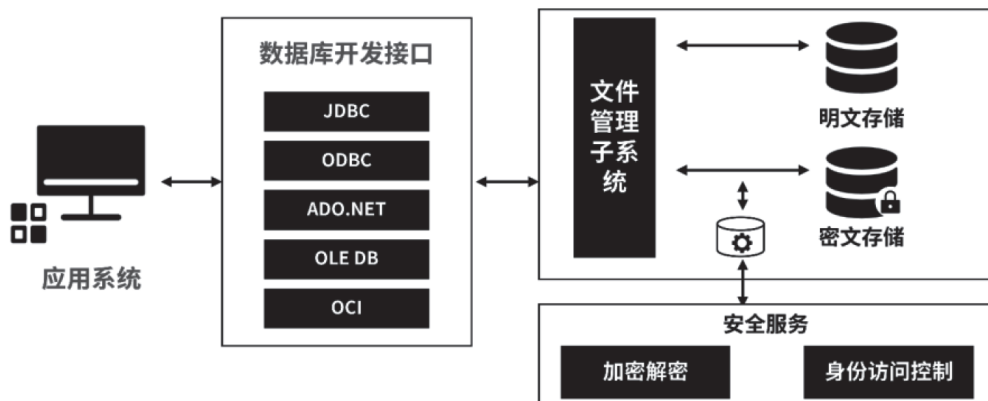 应用系统
数据库开发接口
JDBC
ODBC
ADO.NET
OLE DB
OCI
文件
管理
子系
统
明文存储
密文存储
安全服务
加密解密
身份访问控制